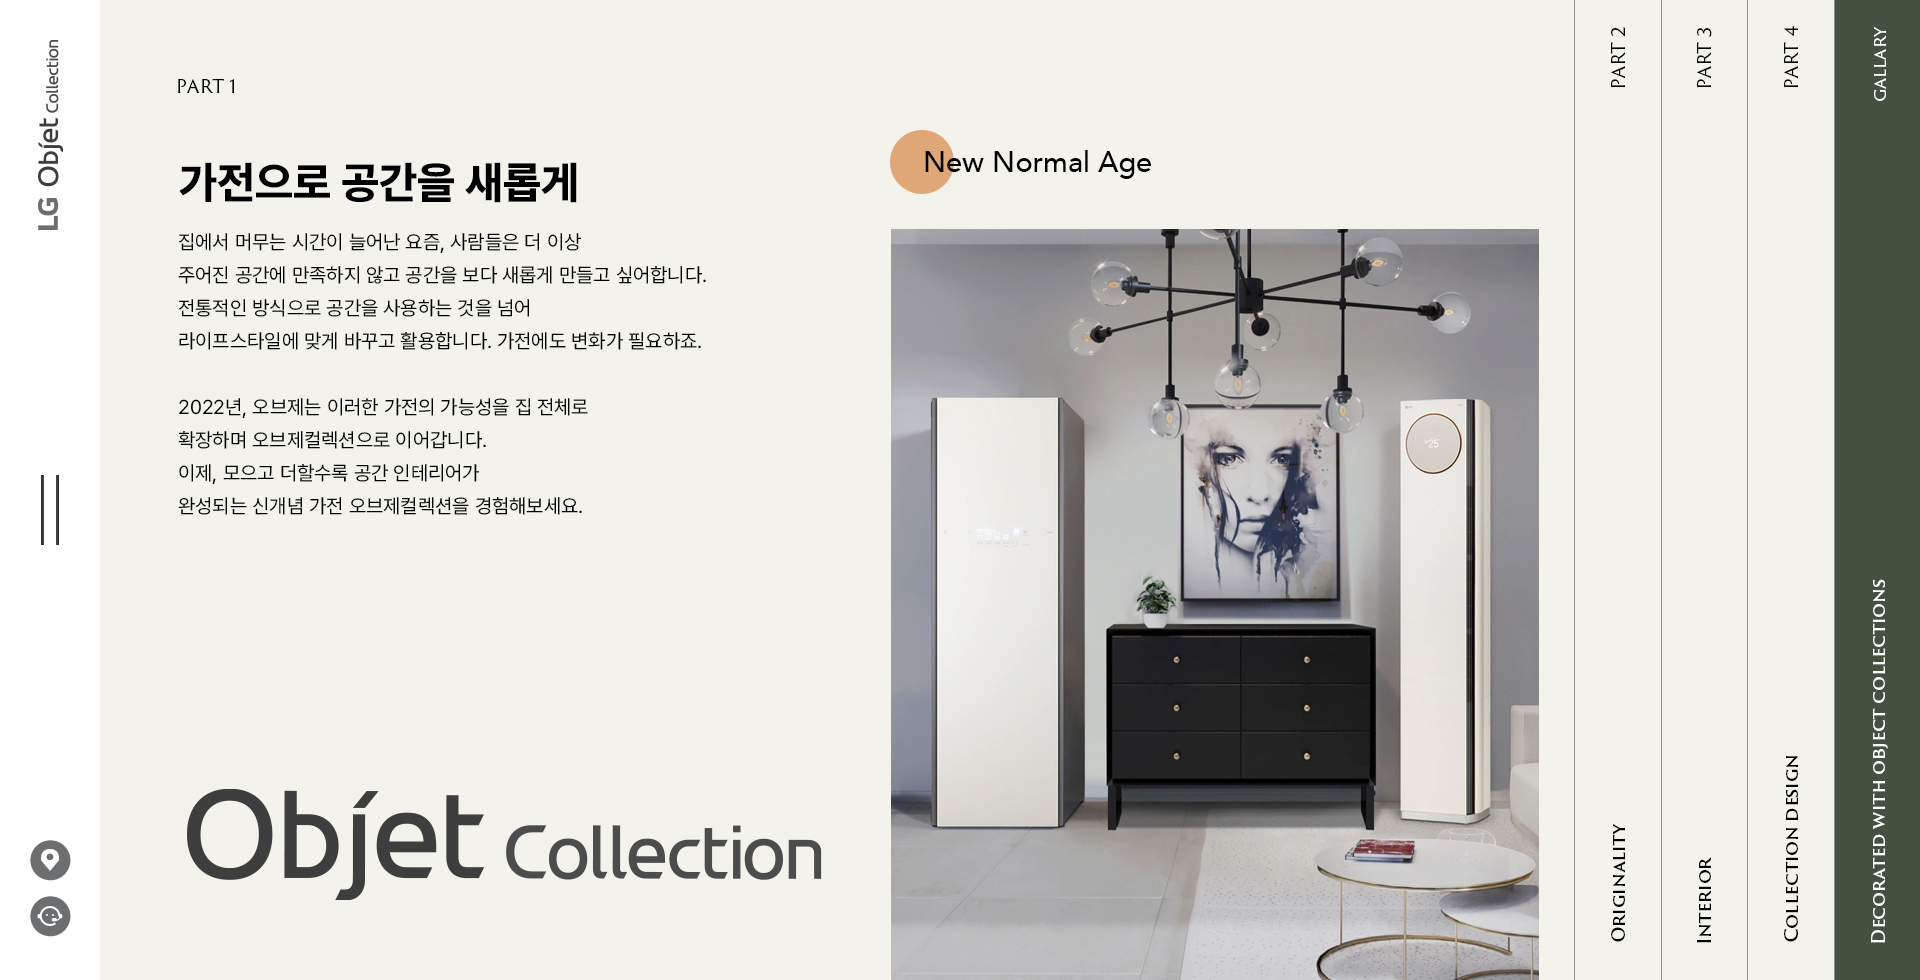 LG Objet Collection
PART 1
가전으로 공간을 새롭게
집에서 머무는 시간이 늘어난 요즘, 사람들은 더 이상
주어진 공간에 만족하지 않고 공간을 보다 새롭게 만들고 싶어합니다.
전통적인 방식으로 공간을 사용하는 것을 넘어
라이프스타일에 맞게 바꾸고 활용합니다. 가전에도 변화가 필요하죠.
2022년, 오브제는 이러한 가전의 가능성을 집 전체로
확장하며 오브제컬렉션으로 이어갑니다.
이제, 모으고 더할수록 공간 인테리어가
완성되는 신개념 가전 오브제컬렉션을 경험해보세요.
Objet Collection
New Normal Age
PART 2
ORIGINALITY
PART 3
INTERIOR
PART 4
COLLECTION DESIGN
GALLARY
DECORATED WITH OBJECT COLLECTIONS